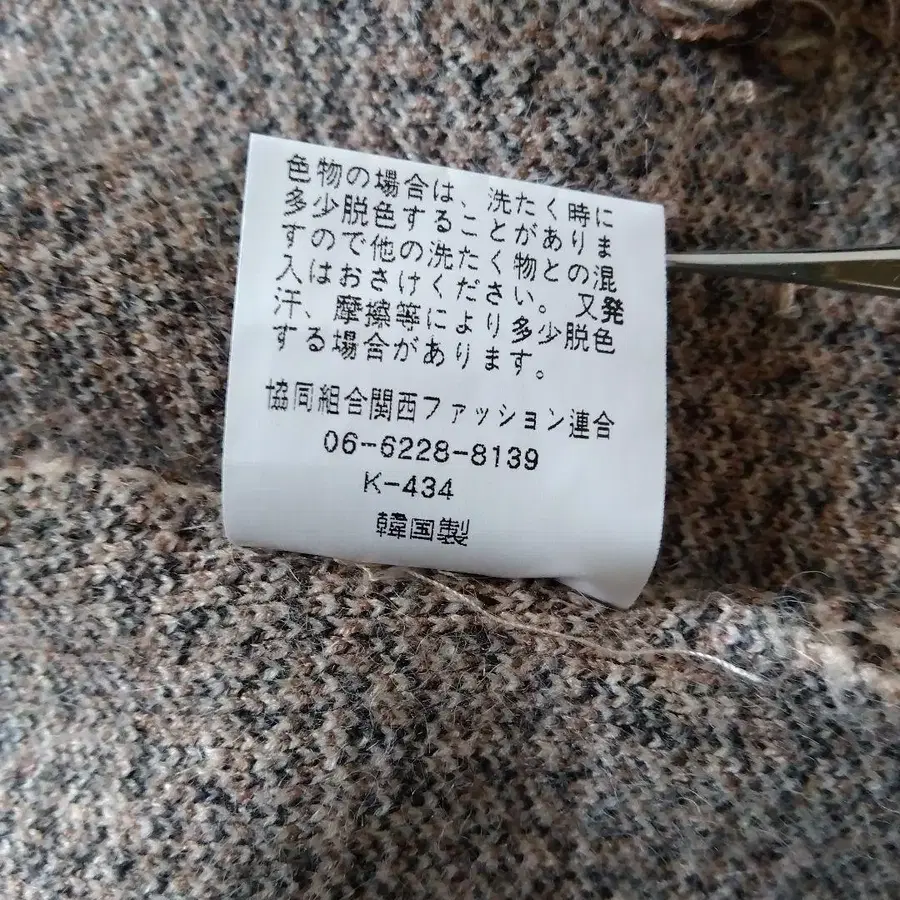 色物の場合は、洗たく時に
多少脱色することがありま
すので他の洗たく物との混
入はおさけください。又発
汗、摩擦等により多少脱色
する場合があります。
協同組合関西ファッション連合
06-6228-8139
K-434
韓国製